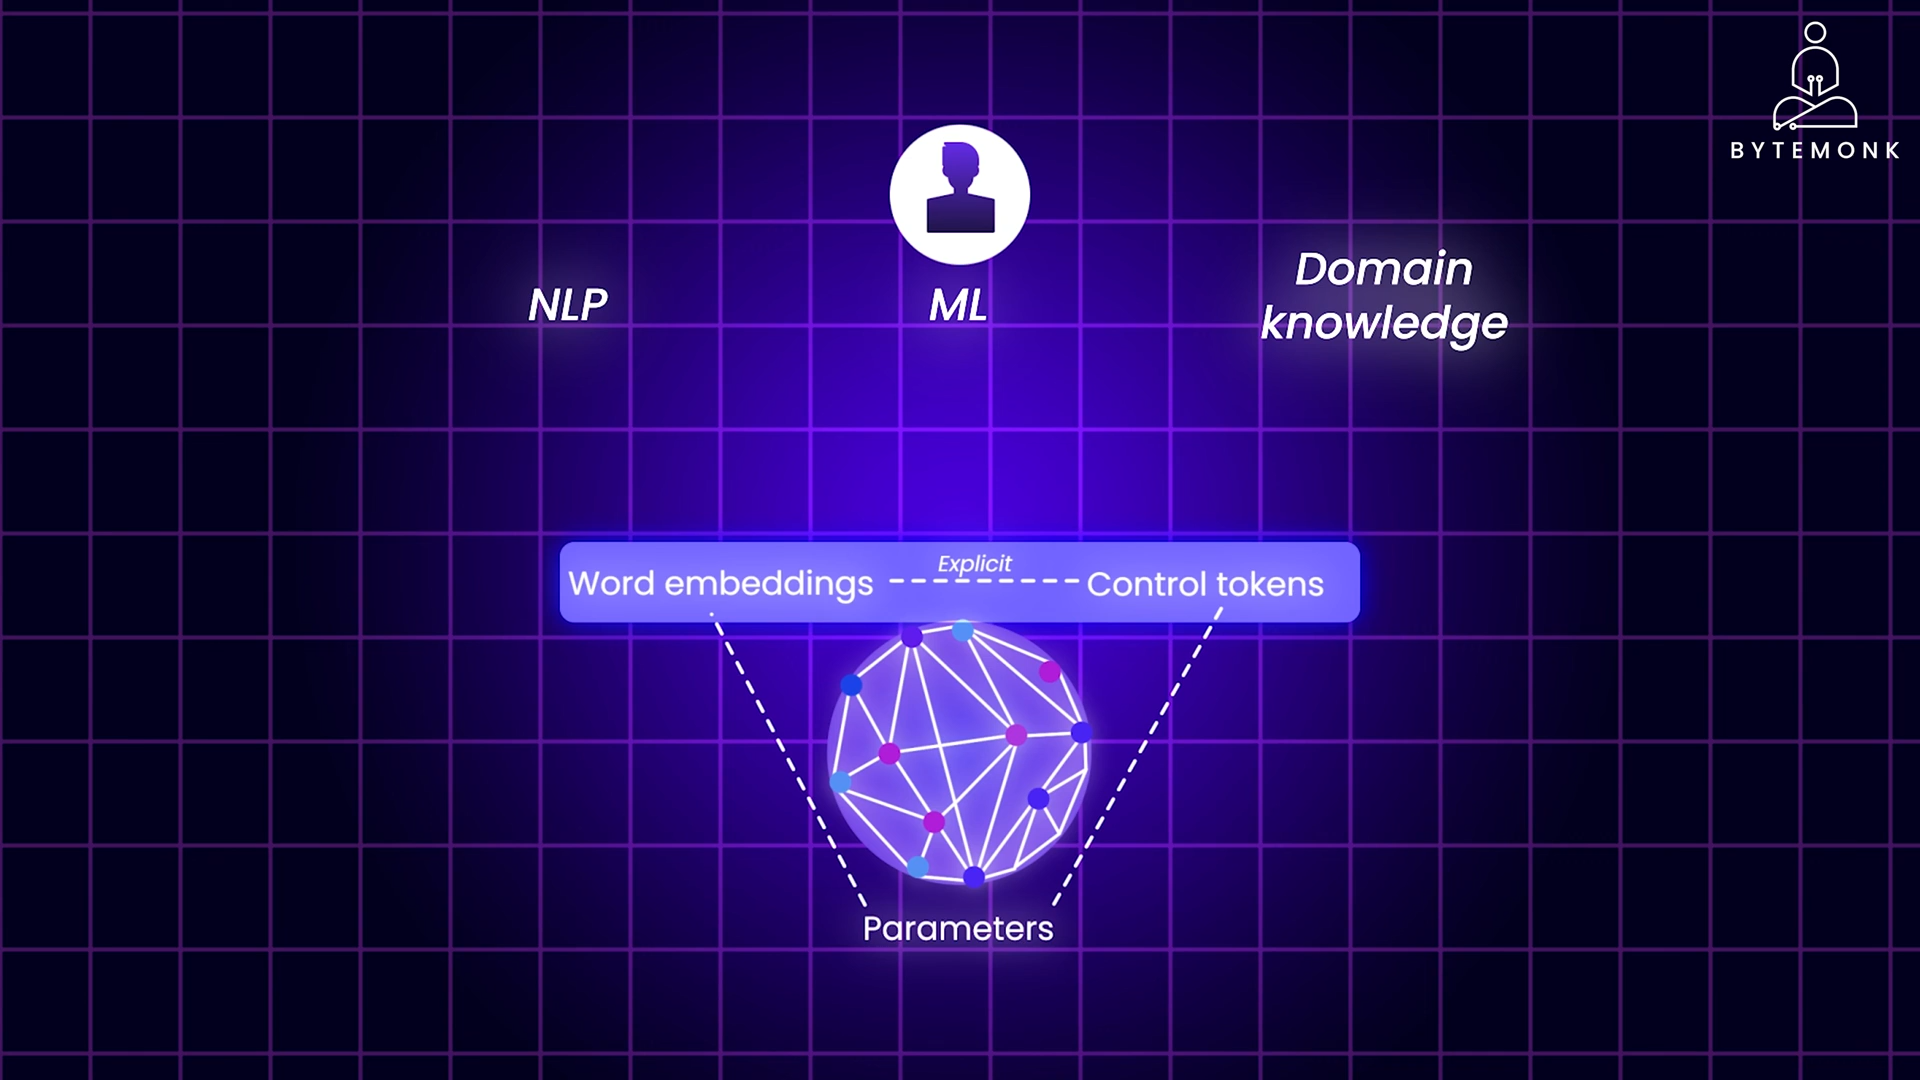 BYTEMONK
NLP
ML
Domain
knowledge
Word embeddings
Explicit
Control tokens
Parameters